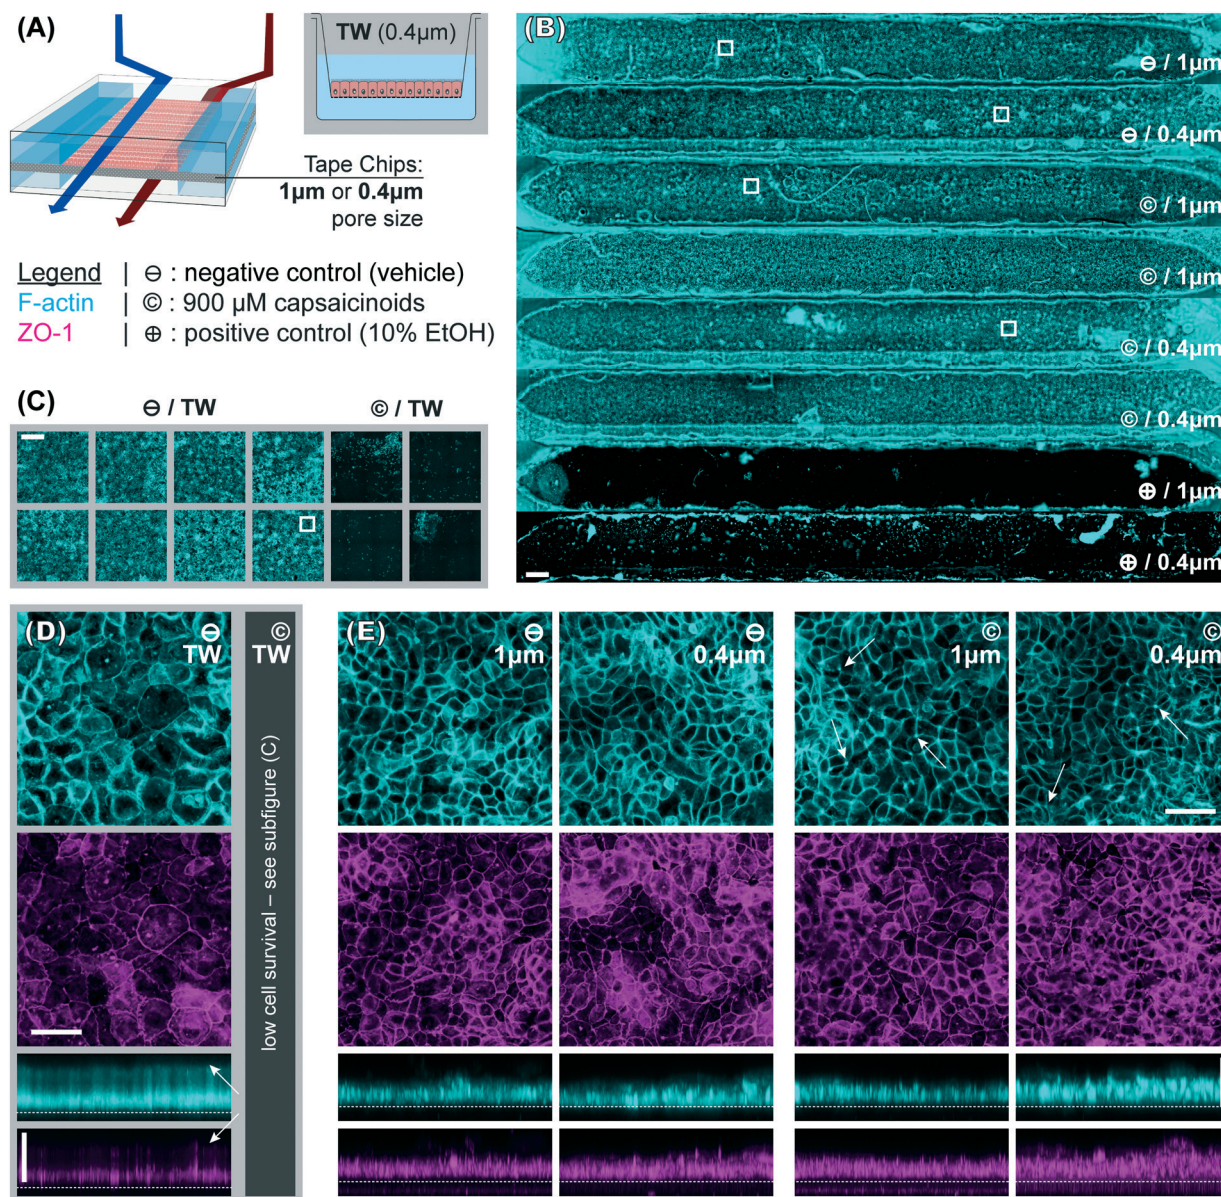 (A)
TW (0.4µm)
Tape Chips:
1µm or 0.4µm
pore size
Legend | ⊖ : negative control (vehicle)
F-actin | © : 900 µM capsaicinoids
ZO-1 | ⊕ : positive control (10% EtOH)
(B)
⊖ / 1µm
⊖ / 0.4µm
© / 1µm
© / 1µm
© / 0.4µm
© / 0.4µm
⊕ / 1µm
⊕ / 0.4µm
(C)
⊖ / TW
© / TW
(D)
⊖
TW
©
TW
low cell survival – see subfigure (C)
(E)
⊖
1µm
⊖
0.4µm
©
1µm
©
0.4µm